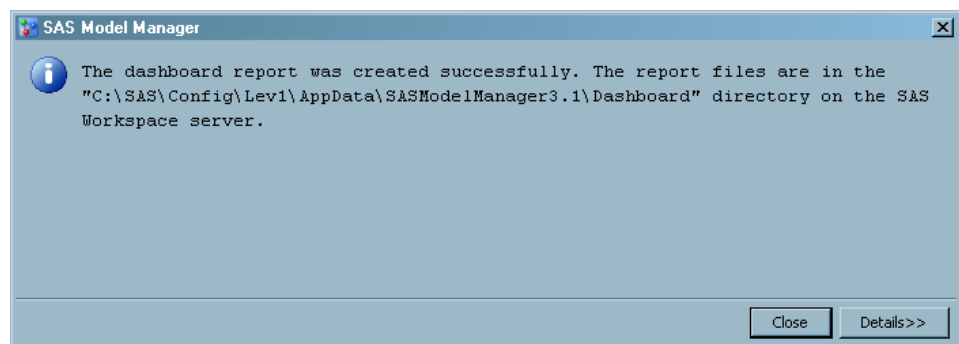 SAS Model Manager
The dashboard report was created successfully. The report files are in the
"C:\SAS\Config\Lev1\AppData\SASModelManager3.1\Dashboard" directory on the SAS
Workspace server.
Close Details>>